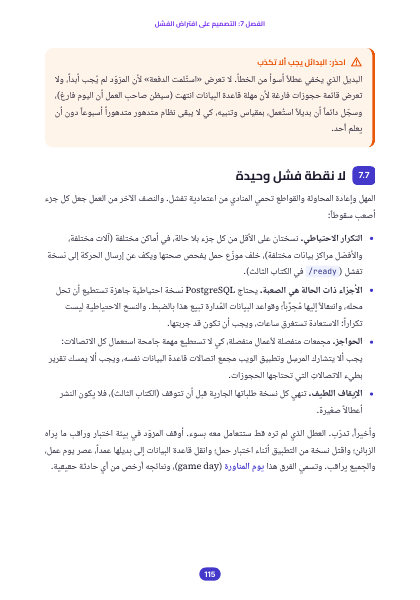 الفصل 7: التصميم على افتراض الفشل
احذر: البدائل يجب ألا تكذب
البديل الذي يخفي عطلاً أسوأ من الخطأ. لا تعرض «استُلمت الدفعة» لأن المزوّد لم يُجب أبداً، ولا
تعرض قائمة حجوزات فارغة لأن مهلة قاعدة البيانات انتهت (سيظن صاحب العمل أن اليوم فارغ)،
وسجّل دائماً أن بديلاً استُعمل، بمقياس وتنبيه، كي لا يبقى نظام متدهور متدهوراً أسبوعاً دون أن
يعلم أحد.
7.7 لا نقطة فشل وحيدة
المهل وإعادة المحاولة والقواطع تحمي المنادي من اعتمادية تفشل. والنصف الآخر من العمل جعل كل جزء
أصعب سقوطاً:
• التكرار الاحتياطي. نسختان على الأقل من كل جزء بلا حالة، في أماكن مختلفة (آلات مختلفة،
والأفضل مراكز بيانات مختلفة)، خلف موزّع حمل يفحص صحتها ويكف عن إرسال الحركة إلى نسخة
تفشل (/ready في الكتاب الثالث).
• الأجزاء ذات الحالة هي الصعبة. يحتاج PostgreSQL نسخة احتياطية جاهزة تستطيع أن تحل
محله، وانتقالاً إليها مُجرَّباً؛ وقواعد البيانات المُدارة تبيع هذا بالضبط. والنسخ الاحتياطية ليست
تكراراً: الاستعادة تستغرق ساعات، ويجب أن تكون قد جربتها.
• الحواجز. مجمعات منفصلة لأعمال منفصلة، كي لا تستطيع مهمة جامحة استعمال كل الاتصالات:
يجب ألا يتشارك المرسِل وتطبيق الويب مجمع اتصالات قاعدة البيانات نفسه، ويجب ألا يمسك تقرير
بطيء الاتصالاتِ التي تحتاجها الحجوزات.
• الإيقاف اللطيف. تنهي كل نسخة طلباتها الجارية قبل أن تتوقف (الكتاب الثالث)، فلا يكون النشر
أعطالاً صغيرة.
وأخيراً، تدرّب. العطل الذي لم تره قط ستتعامل معه بسوء. أوقف المزوّد في بيئة اختبار وراقب ما يراه
الزبائن؛ واقتل نسخة من التطبيق أثناء اختبار حمل؛ وانقل قاعدة البيانات إلى بديلها عمداً، عصر يوم عمل،
والجميع يراقب. وتسمي الفرق هذا يوم المناورة (game day)، ونتائجه أرخص من أي حادثة حقيقية.
115